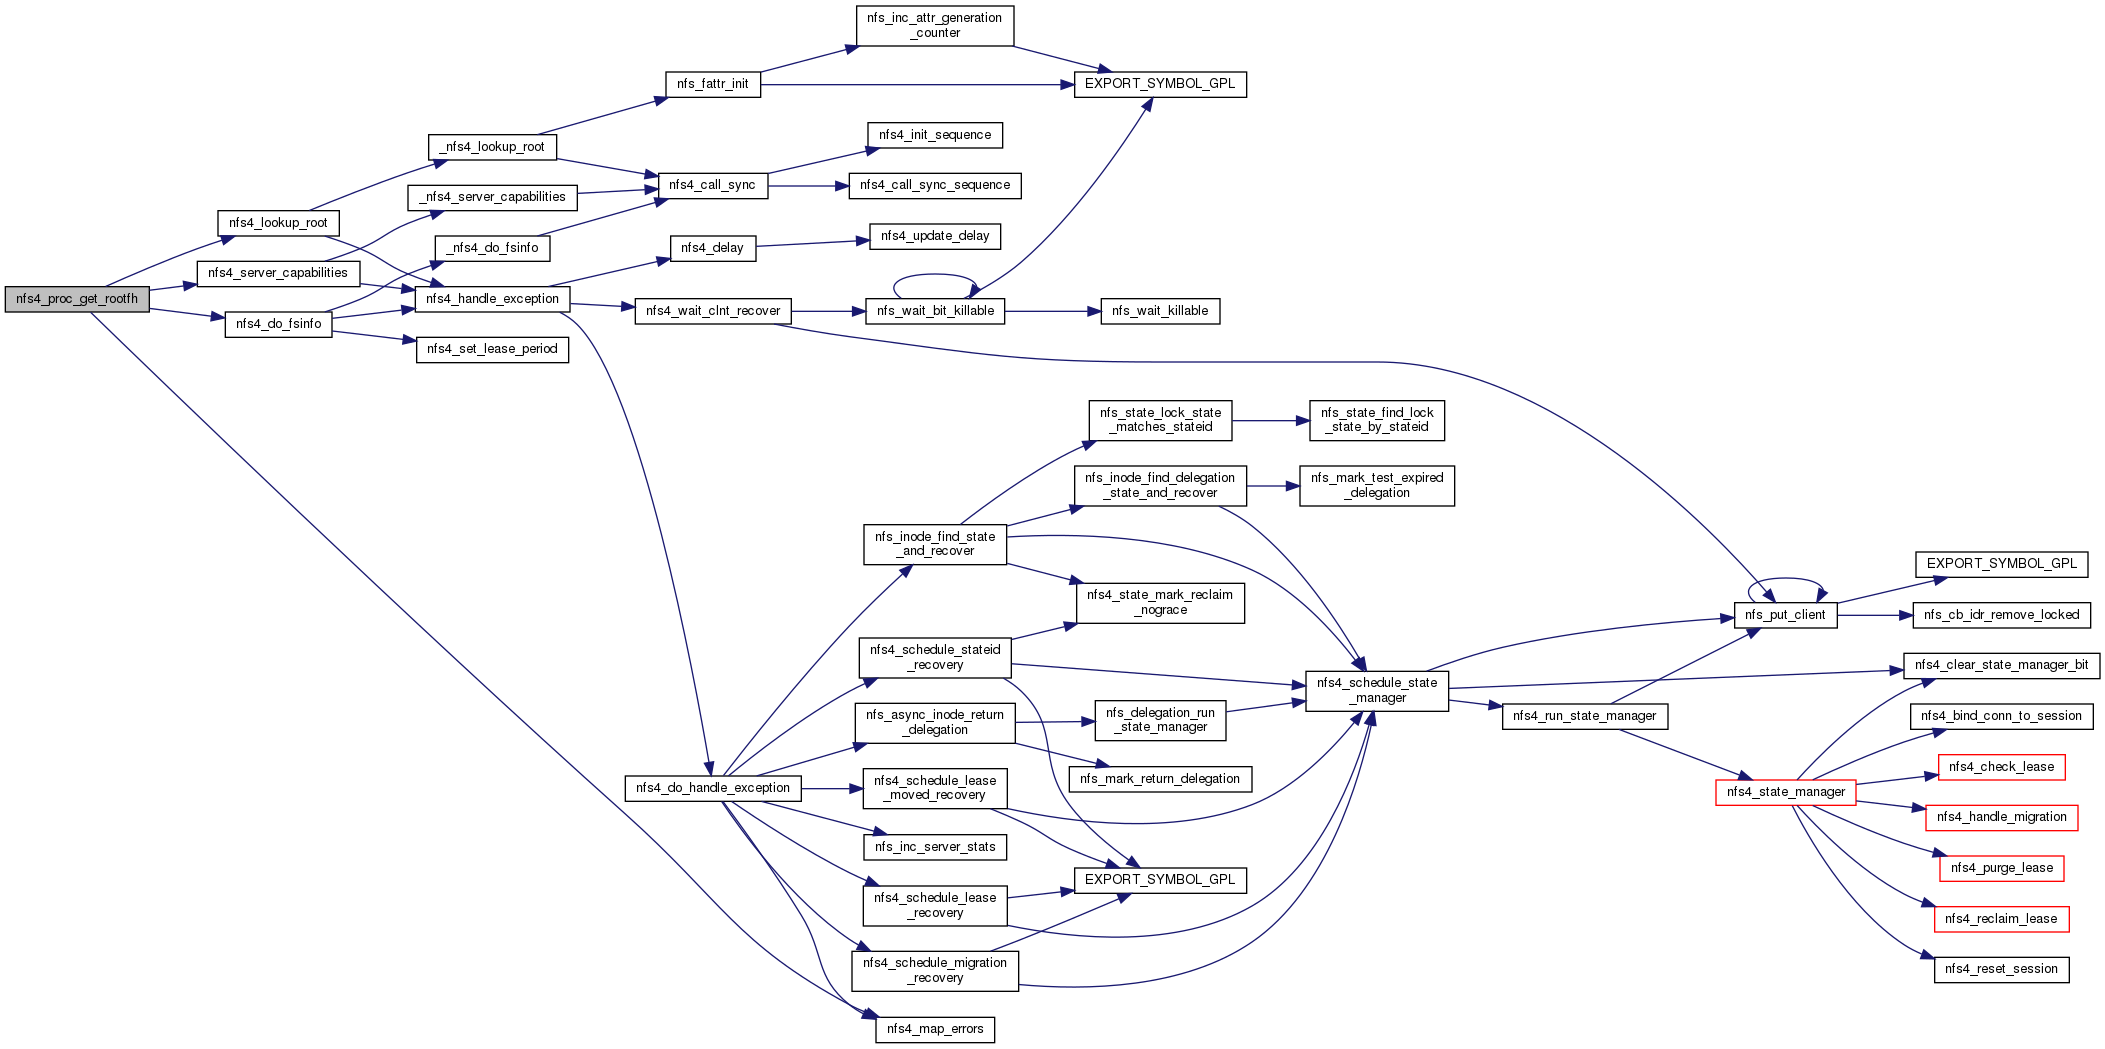 nfs4_proc_get_rootfh
nfs4_lookup_root
nfs4_server_capabilities
nfs4_do_fsinfo
_nfs4_lookup_root
_nfs4_server_capabilities
_nfs4_do_fsinfo
nfs4_handle_exception
nfs4_set_lease_period
nfs_fattr_init
nfs4_call_sync
nfs4_delay
nfs4_wait_clnt_recover
nfs4_do_handle_exception
nfs_inc_attr_generation
_counter
nfs4_init_sequence
nfs4_call_sync_sequence
nfs4_update_delay
nfs_wait_bit_killable
nfs_inode_find_state
_and_recover
nfs4_schedule_stateid
_recovery
nfs_async_inode_return
_delegation
nfs4_schedule_lease
_moved_recovery
nfs_inc_server_stats
nfs4_schedule_lease
_recovery
nfs4_schedule_migration
_recovery
nfs4_map_errors
EXPORT_SYMBOL_GPL
nfs_wait_killable
nfs_state_lock_state
_matches_stateid
nfs_inode_find_delegation
_state_and_recover
nfs4_state_mark_reclaim
_nograce
nfs_delegation_run
_state_manager
nfs_mark_return_delegation
EXPORT_SYMBOL_GPL
nfs_state_find_lock
_state_by_stateid
nfs_mark_test_expired
_delegation
nfs4_schedule_state
_manager
nfs4_run_state_manager
nfs_put_client
nfs4_state_manager
EXPORT_SYMBOL_GPL
nfs_cb_idr_remove_locked
nfs4_clear_state_manager_bit
nfs4_bind_conn_to_session
nfs4_check_lease
nfs4_handle_migration
nfs4_purge_lease
nfs4_reclaim_lease
nfs4_reset_session